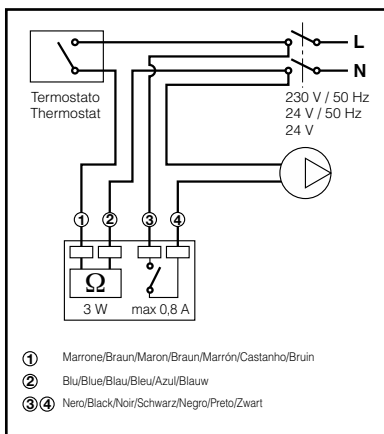 L
N
Termostato
Thermostat
230 V / 50 Hz
24 V / 50 Hz
24 V
1 2 3 4
Ω
3 W max 0,8 A
1 Marrone/Braun/Maron/Braun/Marrón/Castanho/Bruin
2 Blu/Blue/Blau/Bleu/Azul/Blauw
3 4 Nero/Black/Noir/Schwarz/Negro/Preto/Zwart